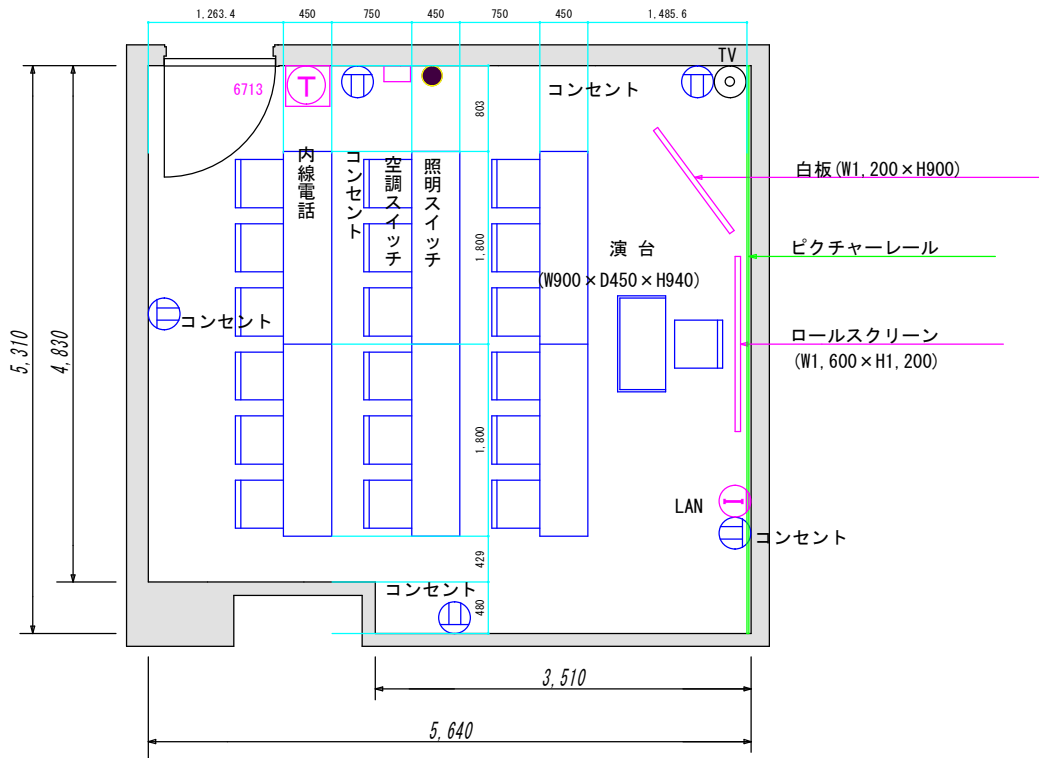 1,263.4
450
750
450
750
450
1,485.6
TV
6713
T
コンセント
803
内線電話
コンセント
空調スイッチ
照明スイッチ
白板(W1,200×H900)
1,800
演 台
(W900×D450×H940)
ピクチャーレール
コンセント
ロールスクリーン
(W1,600×H1,200)
5,310
4,830
1,800
LAN
コンセント
429
コンセント
480
3,510
5,640